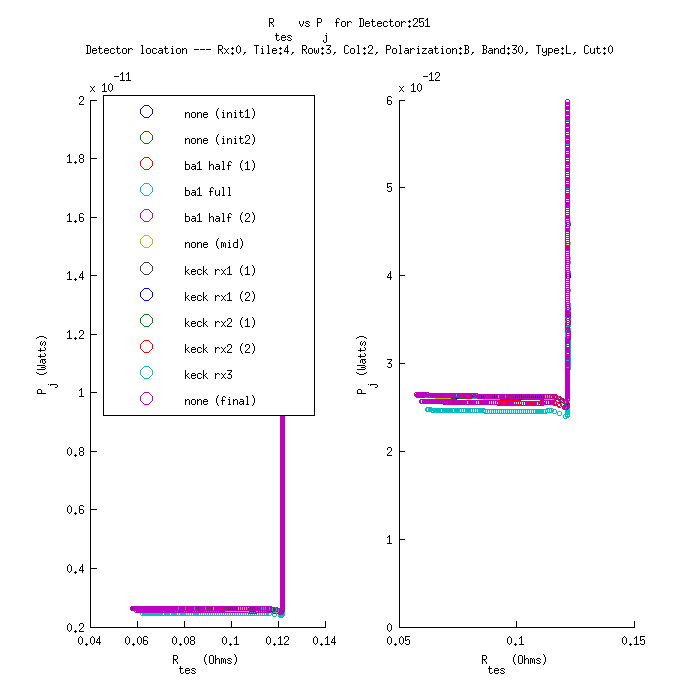 R tes vs P j for Detector:251
Detector location --- Rx:0, Tile:4, Row:3, Col:2, Polarization:B, Band:30, Type:L, Cut:0
x 10^-11
2
1.8
1.6
1.4
1.2
1
0.8
0.6
0.4
0.2
0.04
0.06
0.08
0.1
0.12
0.14
P j (Watts)
R tes (Ohms)
none (init1)
none (init2)
ba1 half (1)
ba1 full
ba1 half (2)
none (mid)
keck rx1 (1)
keck rx1 (2)
keck rx2 (1)
keck rx2 (2)
keck rx3
none (final)
x 10^-12
6
5
4
3
2
1
0
0.05
0.1
0.15
P j (Watts)
R tes (Ohms)